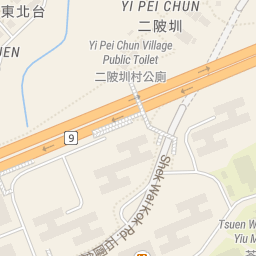 YI PEI CHUN
二陂圳
東北台
Yi Pei Chun Village
Public Toilet
二陂圳村公廁
9
Shek Wai Kok Rd.
Tsuen W
Yiu M